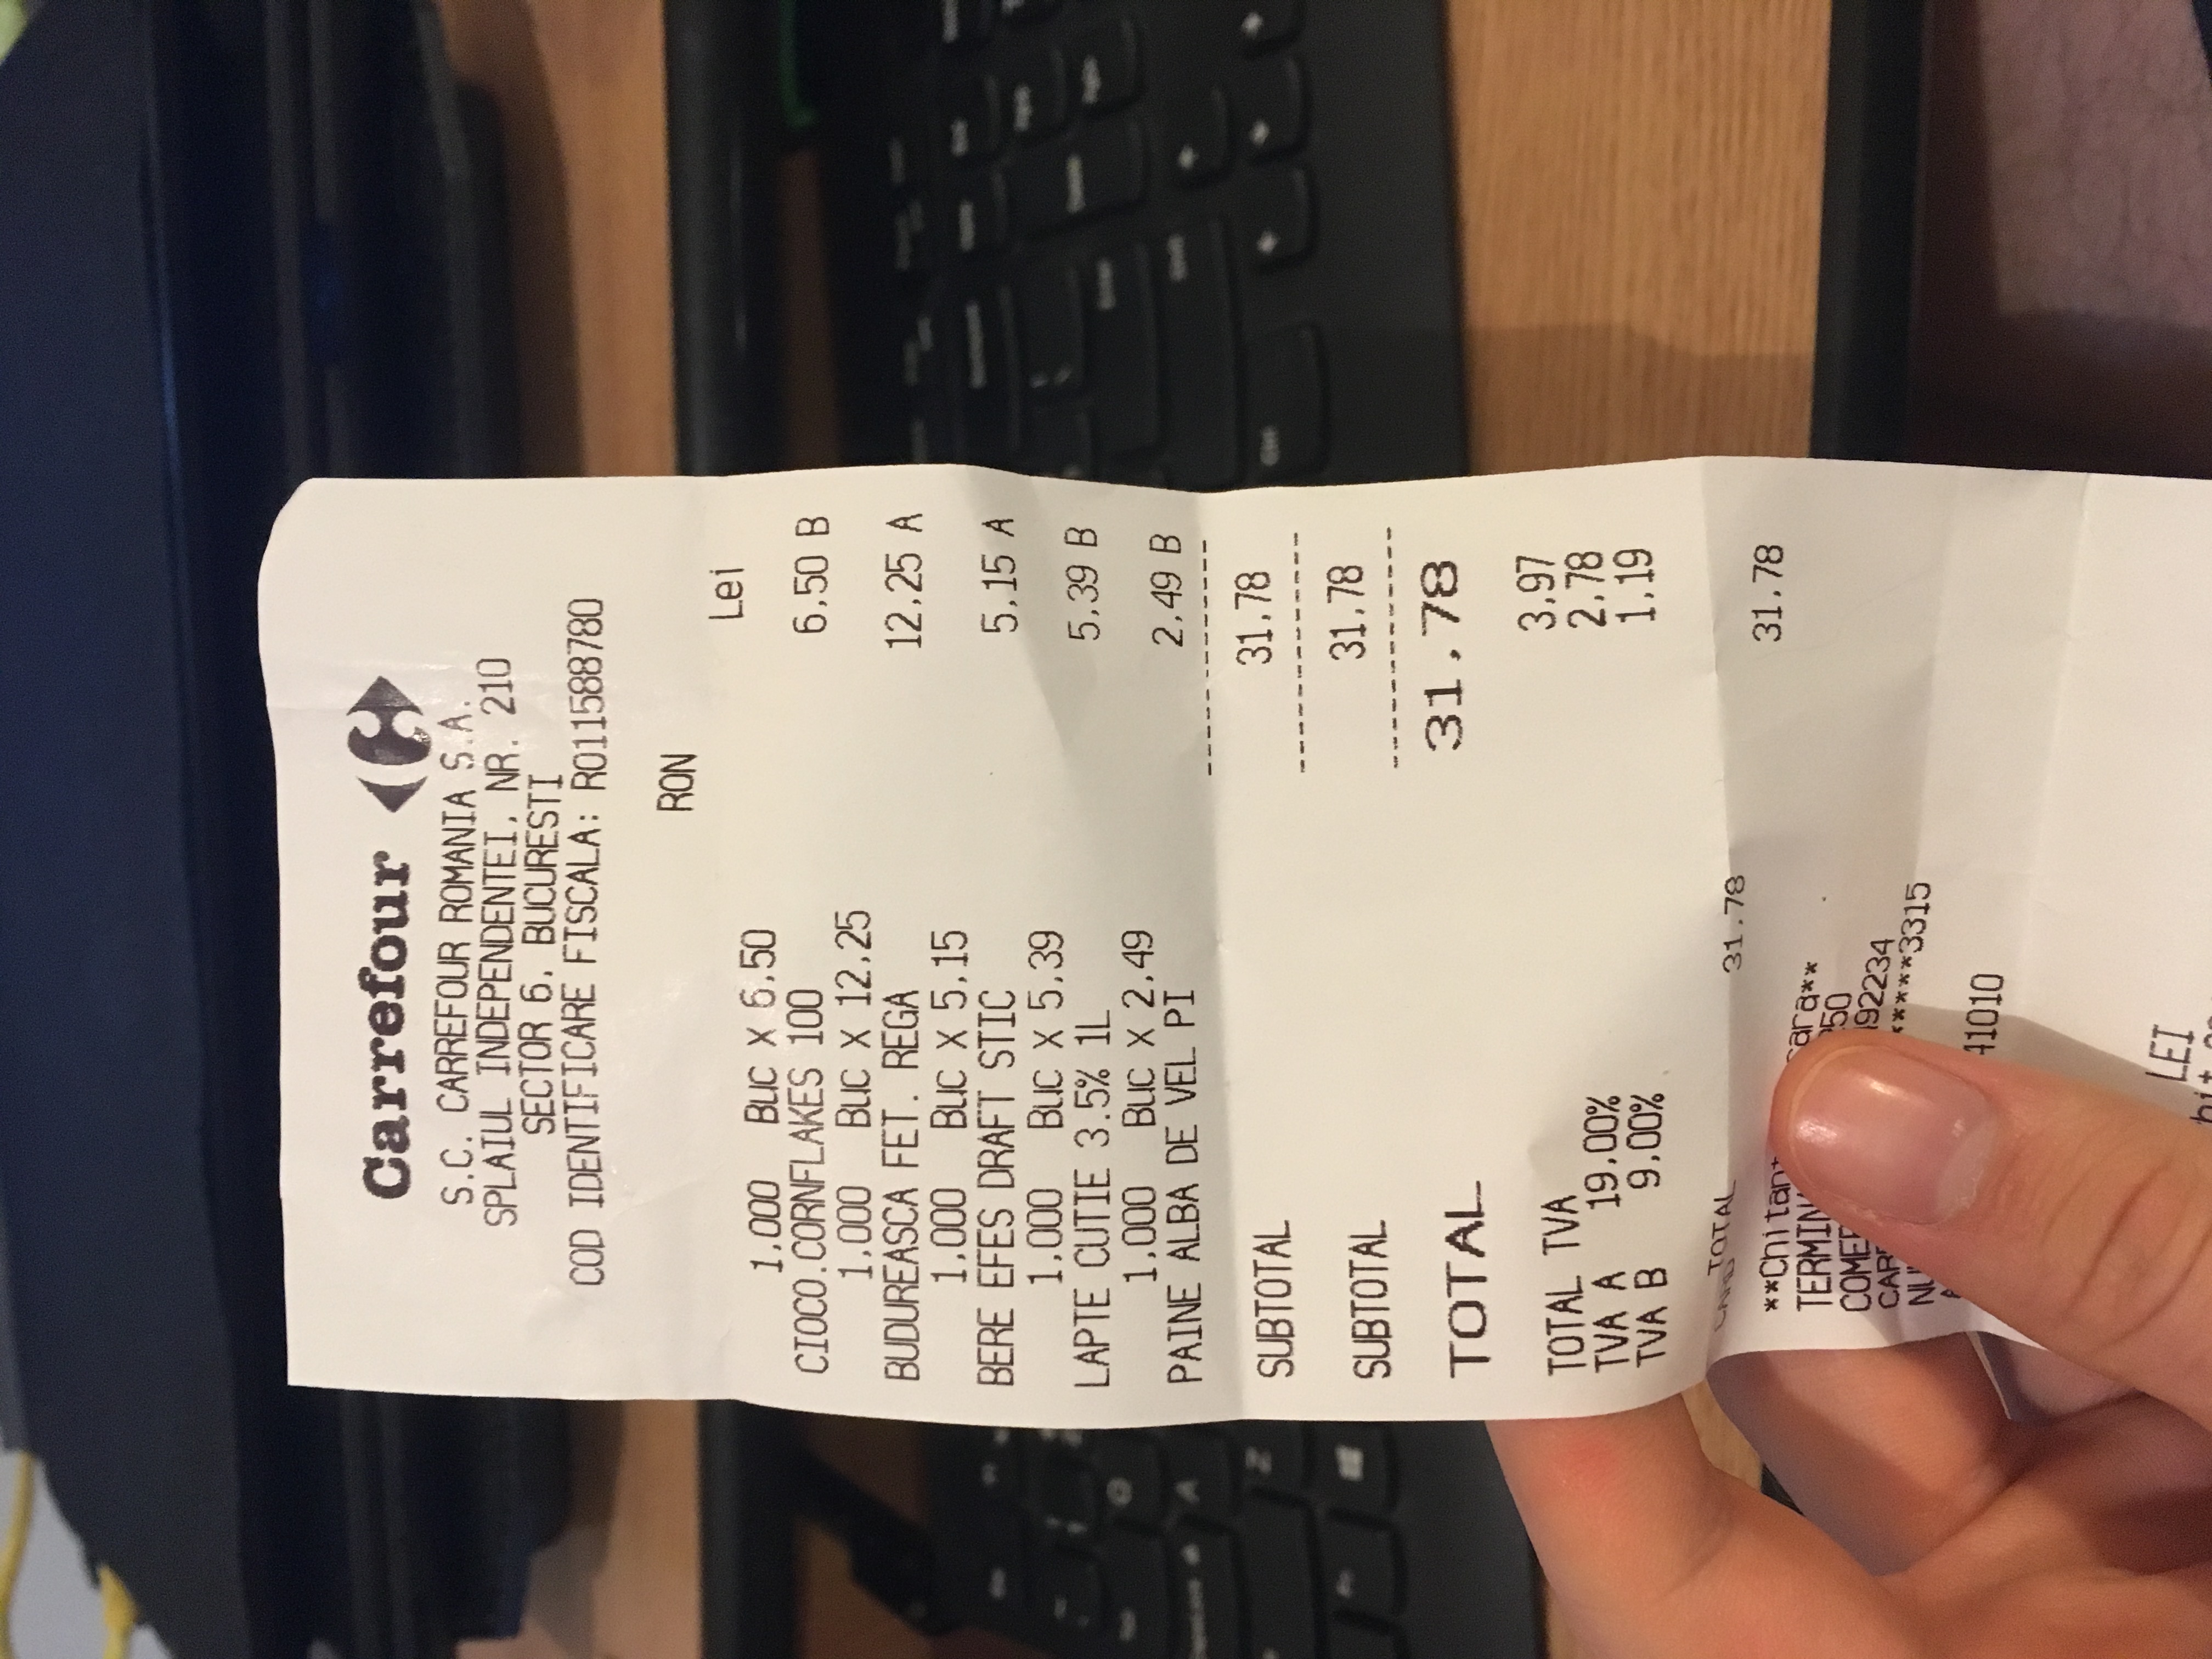 Carrefour
S.C. CARREFOUR ROMANIA S.A.
SPLAIUL INDEPENDENTEI, NR. 210
SECTOR 6, BUCURESTI
COD IDENTIFICARE FISCALA: RO11588780
RON
Lei
1,000 Buc X 6,50
CIOCO.CORNFLAKES 100 6,50 B
1,000 Buc X 12,25
BUDUREASCA FET. REGA 12,25 A
1,000 Buc X 5,15
BERE EFES DRAFT STIC 5,15 A
1,000 Buc X 5,39
LAPTE CUTIE 3.5% 1L 5,39 B
1,000 Buc X 2,49
PAINE ALBA DE VEL PI 2,49 B
SUBTOTAL 31,78
SUBTOTAL 31,78
TOTAL 31,78
TOTAL TVA 3,97
TVA A 19,00% 2,78
TVA B 9,00% 1,19
TOTAL 31.78
CARD 31,78
**Chitan ara**
TERMIN 250
COMER 92234
CAR *****3315
NU
41010
LEI